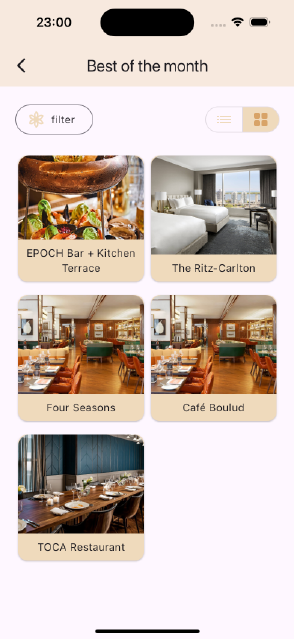 23:00
Best of the month
filter
EPOCH Bar + Kitchen
Terrace
The Ritz-Carlton
Four Seasons
Café Boulud
TOCA Restaurant